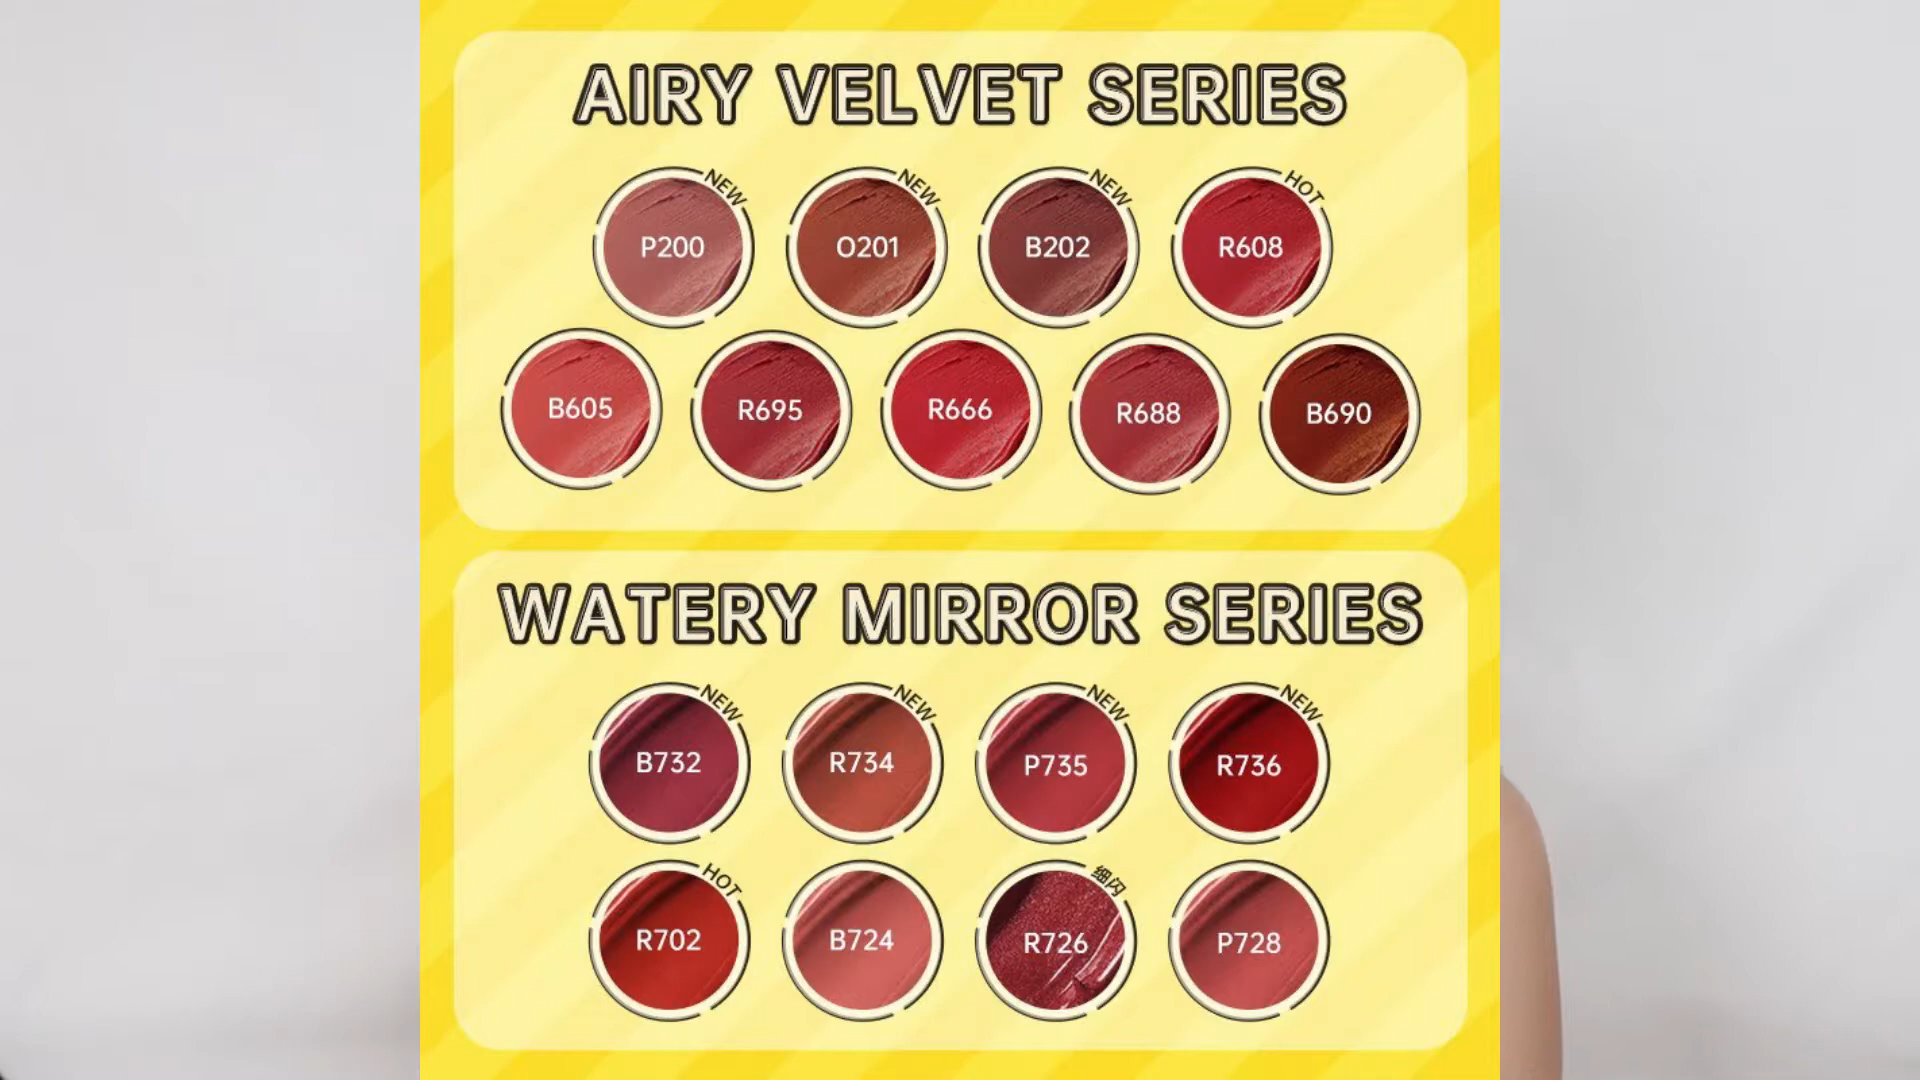 AIRY VELVET SERIES
NEW NEW NEW HOT
P200 O201 B202 R608
B605 R695 R666 R688 B690
WATERY MIRROR SERIES
NEW NEW NEW NEW
B732 R734 P735 R736
HOT 细闪
R702 B724 R726 P728